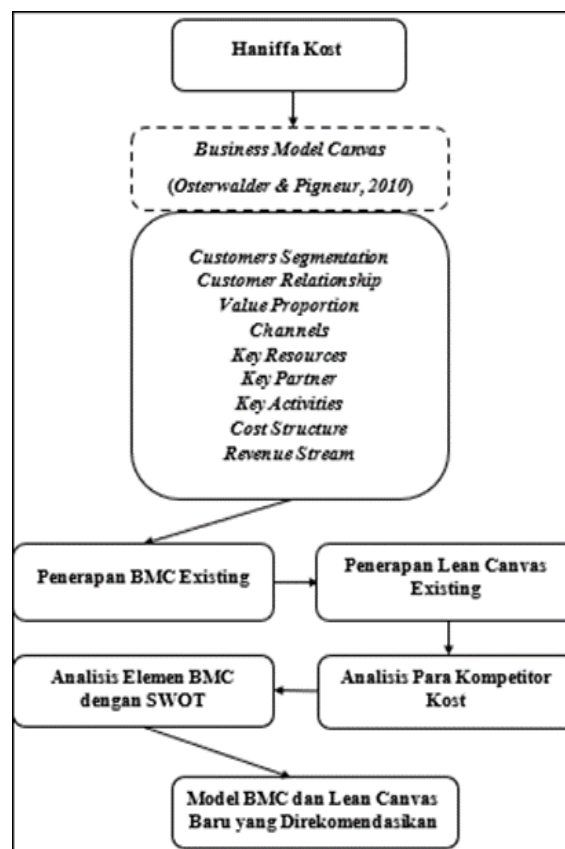 Haniffa Kost
Business Model Canvas
(Osterwalder & Pigneur, 2010)
Customers Segmentation
Customer Relationship
Value Proportion
Channels
Key Resources
Key Partner
Key Activities
Cost Structure
Revenue Stream
Penerapan BMC Existing
Penerapan Lean Canvas
Existing
Analisis Elemen BMC
dengan SWOT
Analisis Para Kompetitor
Kost
Model BMC dan Lean Canvas
Baru yang Direkomendasikan